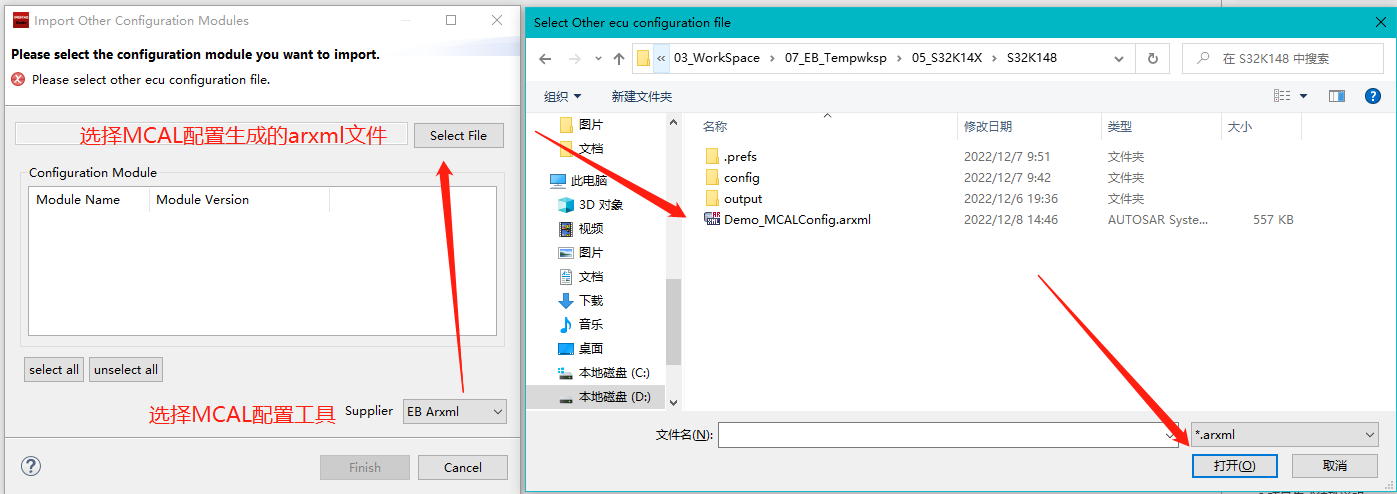 Import Other Configuration Modules
Please select the configuration module you want to import.
Please select other ecu configuration file.
选择MCAL配置生成的arxml文件
Select File
Configuration Module
Module Name
Module Version
select all
unselect all
选择MCAL配置工具
Supplier
EB Arxml
Finish
Cancel
Select Other ecu configuration file
« 03_WorkSpace › 07_EB_Tempwksp › 05_S32K14X › S32K148
在 S32K148 中搜索
组织
新建文件夹
图片
文档
此电脑
3D 对象
视频
图片
文档
下载
音乐
桌面
本地磁盘 (C:)
本地磁盘 (D:)
名称 修改日期 类型 大小
.prefs 2022/12/7 9:51 文件夹
config 2022/12/7 9:42 文件夹
output 2022/12/6 19:36 文件夹
Demo_MCALConfig.arxml 2022/12/8 14:46 AUTOSAR Syste... 557 KB
文件名(N):
*.arxml
打开(O)
取消